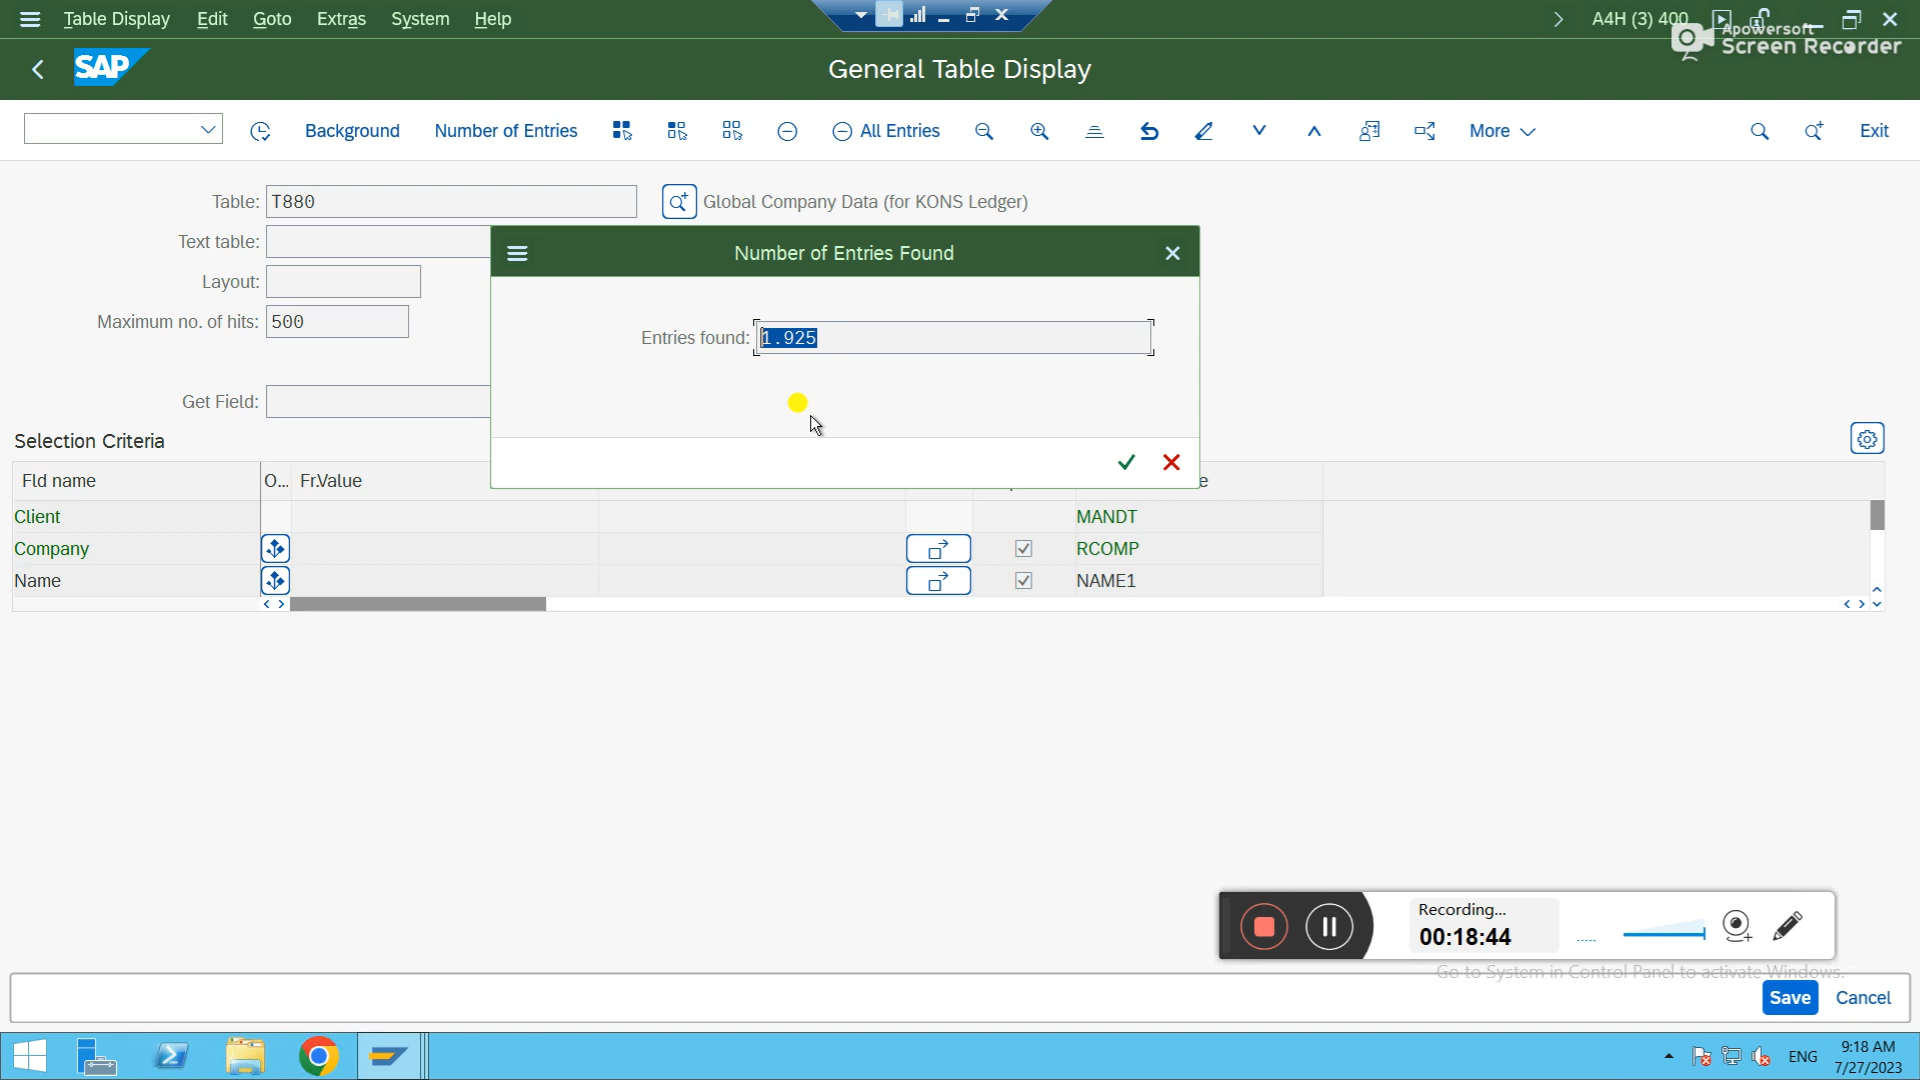 Table Display Edit Goto Extras System Help
A4H (3) 400
Apowersoft
Screen Recorder
SAP
General Table Display
Background Number of Entries All Entries More Exit
Table: T880 Global Company Data (for KONS Ledger)
Text table:
Number of Entries Found
Layout:
Maximum no. of hits: 500
Entries found: 1.925
Get Field:
Selection Criteria
Fld name O... Fr.Value
Client MANDT
Company RCOMP
Name NAME1
Recording...
00:18:44
Go to System in Control Panel to activate Windows.
Save Cancel
ENG
9:18 AM
7/27/2023